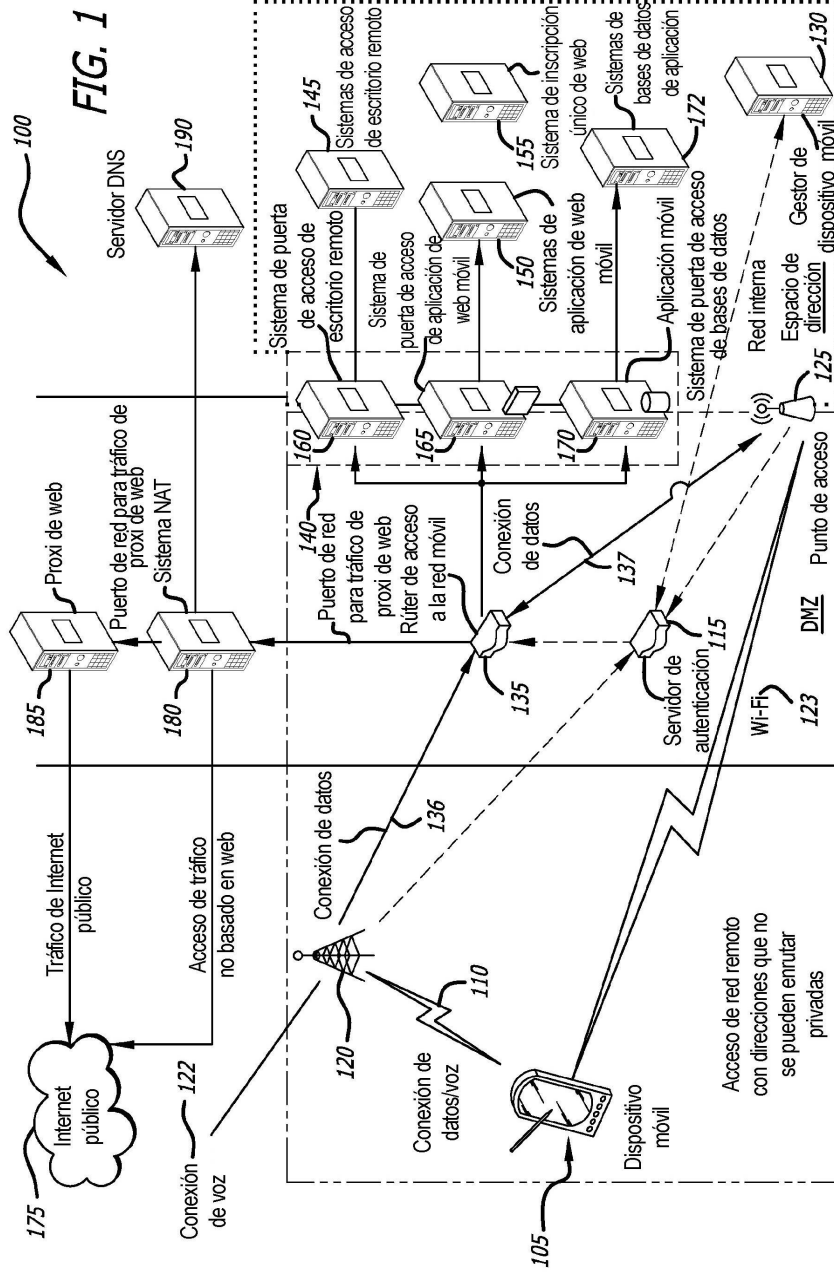 FIG. 1
100
Internet
público
175
Tráfico de Internet
público
Acceso de tráfico
no basado en web
Proxi de web
185
Puerto de red para tráfico de
proxi de web
Sistema NAT
180
Servidor DNS
190
Conexión
de voz
122
120
Conexión de datos
136
110
Conexión de
datos/voz
Dispositivo
móvil
105
Acceso de red remoto
con direcciones que no
se pueden enrutar
privadas
Puerto de red
para tráfico de
proxi de web
Rúter de acceso
a la red móvil
135
140
Conexión
de datos
137
Servidor de
autenticación
115
Wi-Fi
123
DMZ
Punto de acceso
125
Sistema de puerta
de acceso de
escritorio remoto
160
Sistema de
puerta de acceso
de aplicación de
web móvil
165
170
Aplicación móvil
Sistema de puerta de acceso
de bases de datos
Sistemas de acceso
de escritorio remoto
145
150
Sistemas de
aplicación de web
móvil
155
Sistema de inscripción
único de web
Sistemas de
bases de datos
de aplicación
172
Red interna
Espacio de
dirección
Gestor de
dispositivo móvil
130